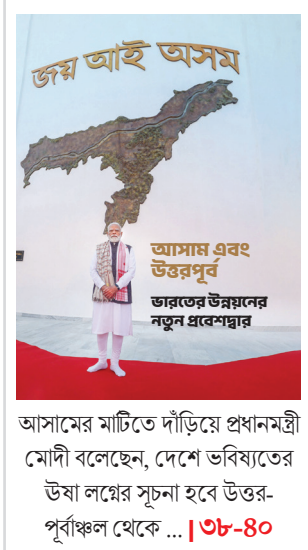 জয় আই অসম
আসাম এবং
উত্তরপূর্ব
ভারতের উন্নয়নের
নতুন প্রবেশদ্বার
আসামের মাটিতে দাঁড়িয়ে প্রধানমন্ত্রী
মোদী বলেছেন, দেশে ভবিষ্যতের
ঊষা লগ্নের সূচনা হবে উত্তর-
পূর্বাঞ্চল থেকে ... | ৩৮-৪০